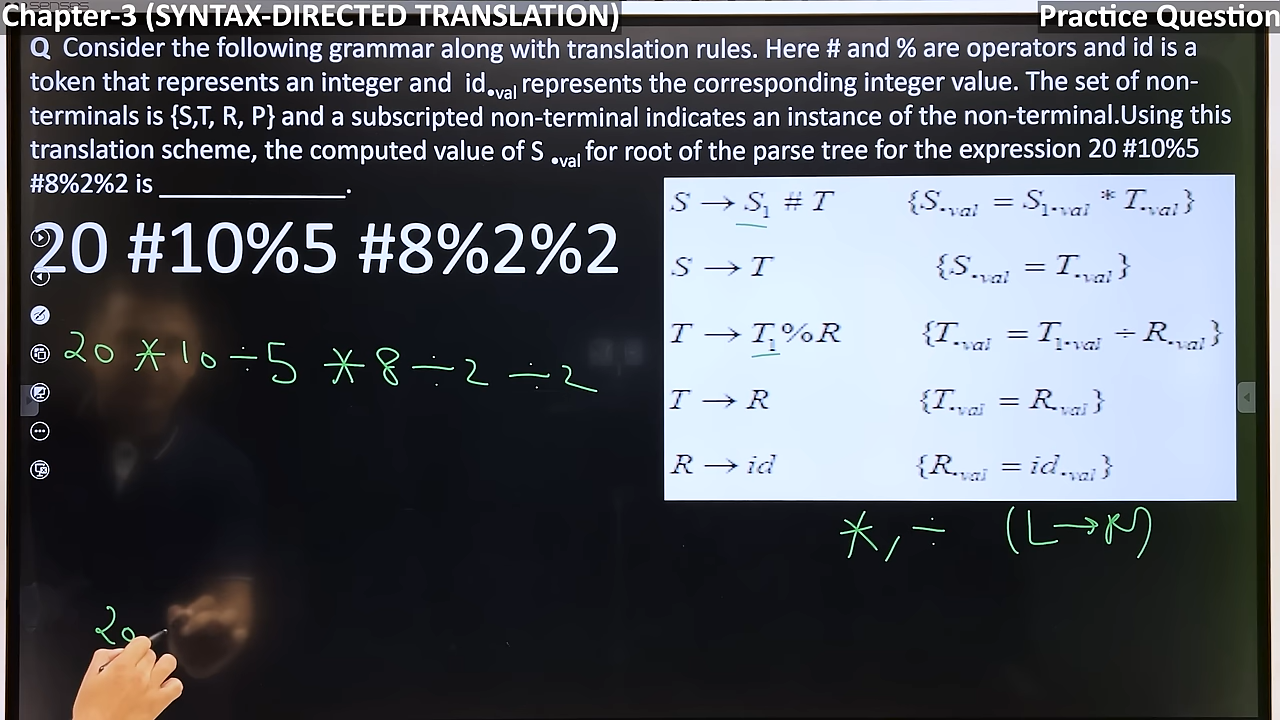 Chapter-3 (SYNTAX-DIRECTED TRANSLATION)
Practice Question
Q Consider the following grammar along with translation rules. Here # and % are operators and id is a
token that represents an integer and id.val represents the corresponding integer value. The set of non-
terminals is {S,T, R, P} and a subscripted non-terminal indicates an instance of the non-terminal.Using this
translation scheme, the computed value of S .val for root of the parse tree for the expression 20 #10%5
#8%2%2 is ________________.
20 #10%5 #8%2%2
20 * 10 ÷ 5 * 8 ÷ 2 ÷ 2
S → S1 # T {S.val = S1.val * T.val}
S → T {S.val = T.val}
T → T1 %R {T.val = T1.val ÷ R.val}
T → R {T.val = R.val}
R → id {R.val = id.val}
*, ÷ (L→R)
20